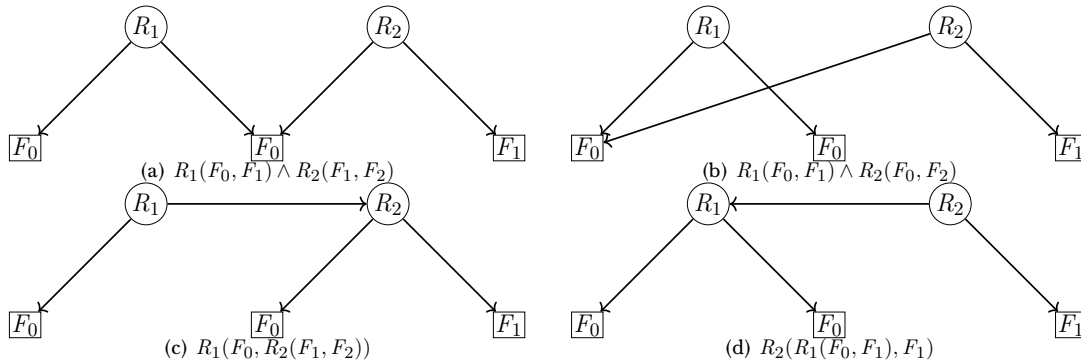 R₁ R₂ R₁ R₂
F₀ F₀ F₁ F₀ F₀ F₁
(a) R₁(F₀, F₁) ∧ R₂(F₁, F₂) (b) R₁(F₀, F₁) ∧ R₂(F₀, F₂)
R₁ R₂ R₁ R₂
F₀ F₀ F₁ F₀ F₀ F₁
(c) R₁(F₀, R₂(F₁, F₂)) (d) R₂(R₁(F₀, F₁), F₁)